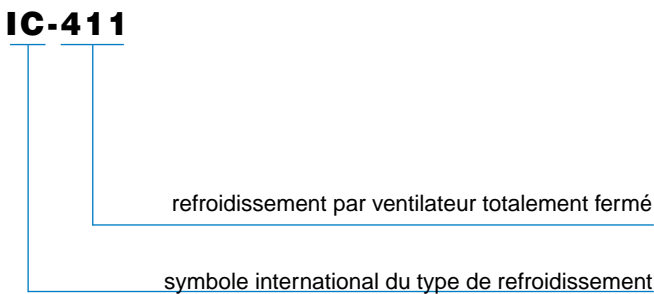 IC-411
refroidissement par ventilateur totalement fermé
symbole international du type de refroidissement